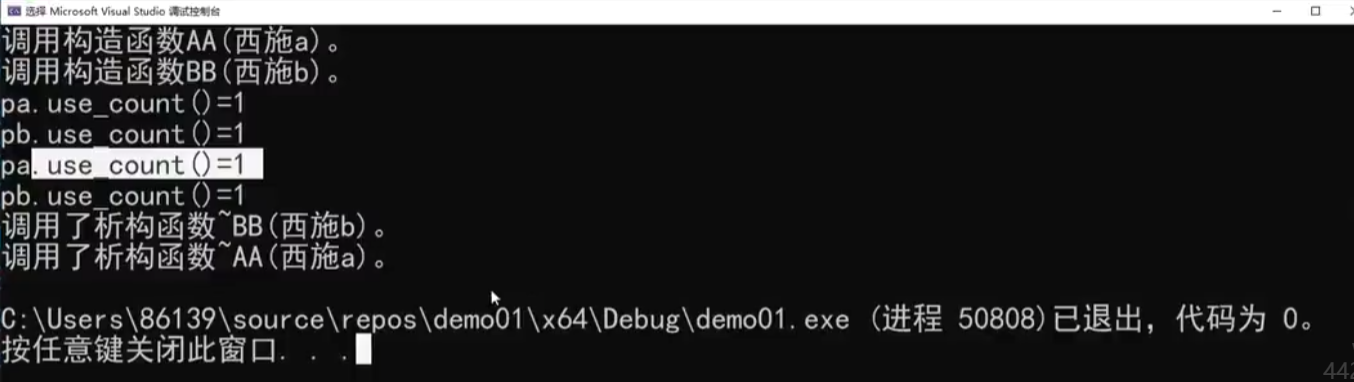 选择 Microsoft Visual Studio 调试控制台
调用构造函数AA(西施a)。
调用构造函数BB(西施b)。
pa.use_count()=1
pb.use_count()=1
pa.use_count()=1
pb.use_count()=1
调用了析构函数~BB(西施b)。
调用了析构函数~AA(西施a)。
C:\Users\86139\source\repos\demo01\x64\Debug\demo01.exe (进程 50808)已退出，代码为 0。
按任意键关闭此窗口. . .